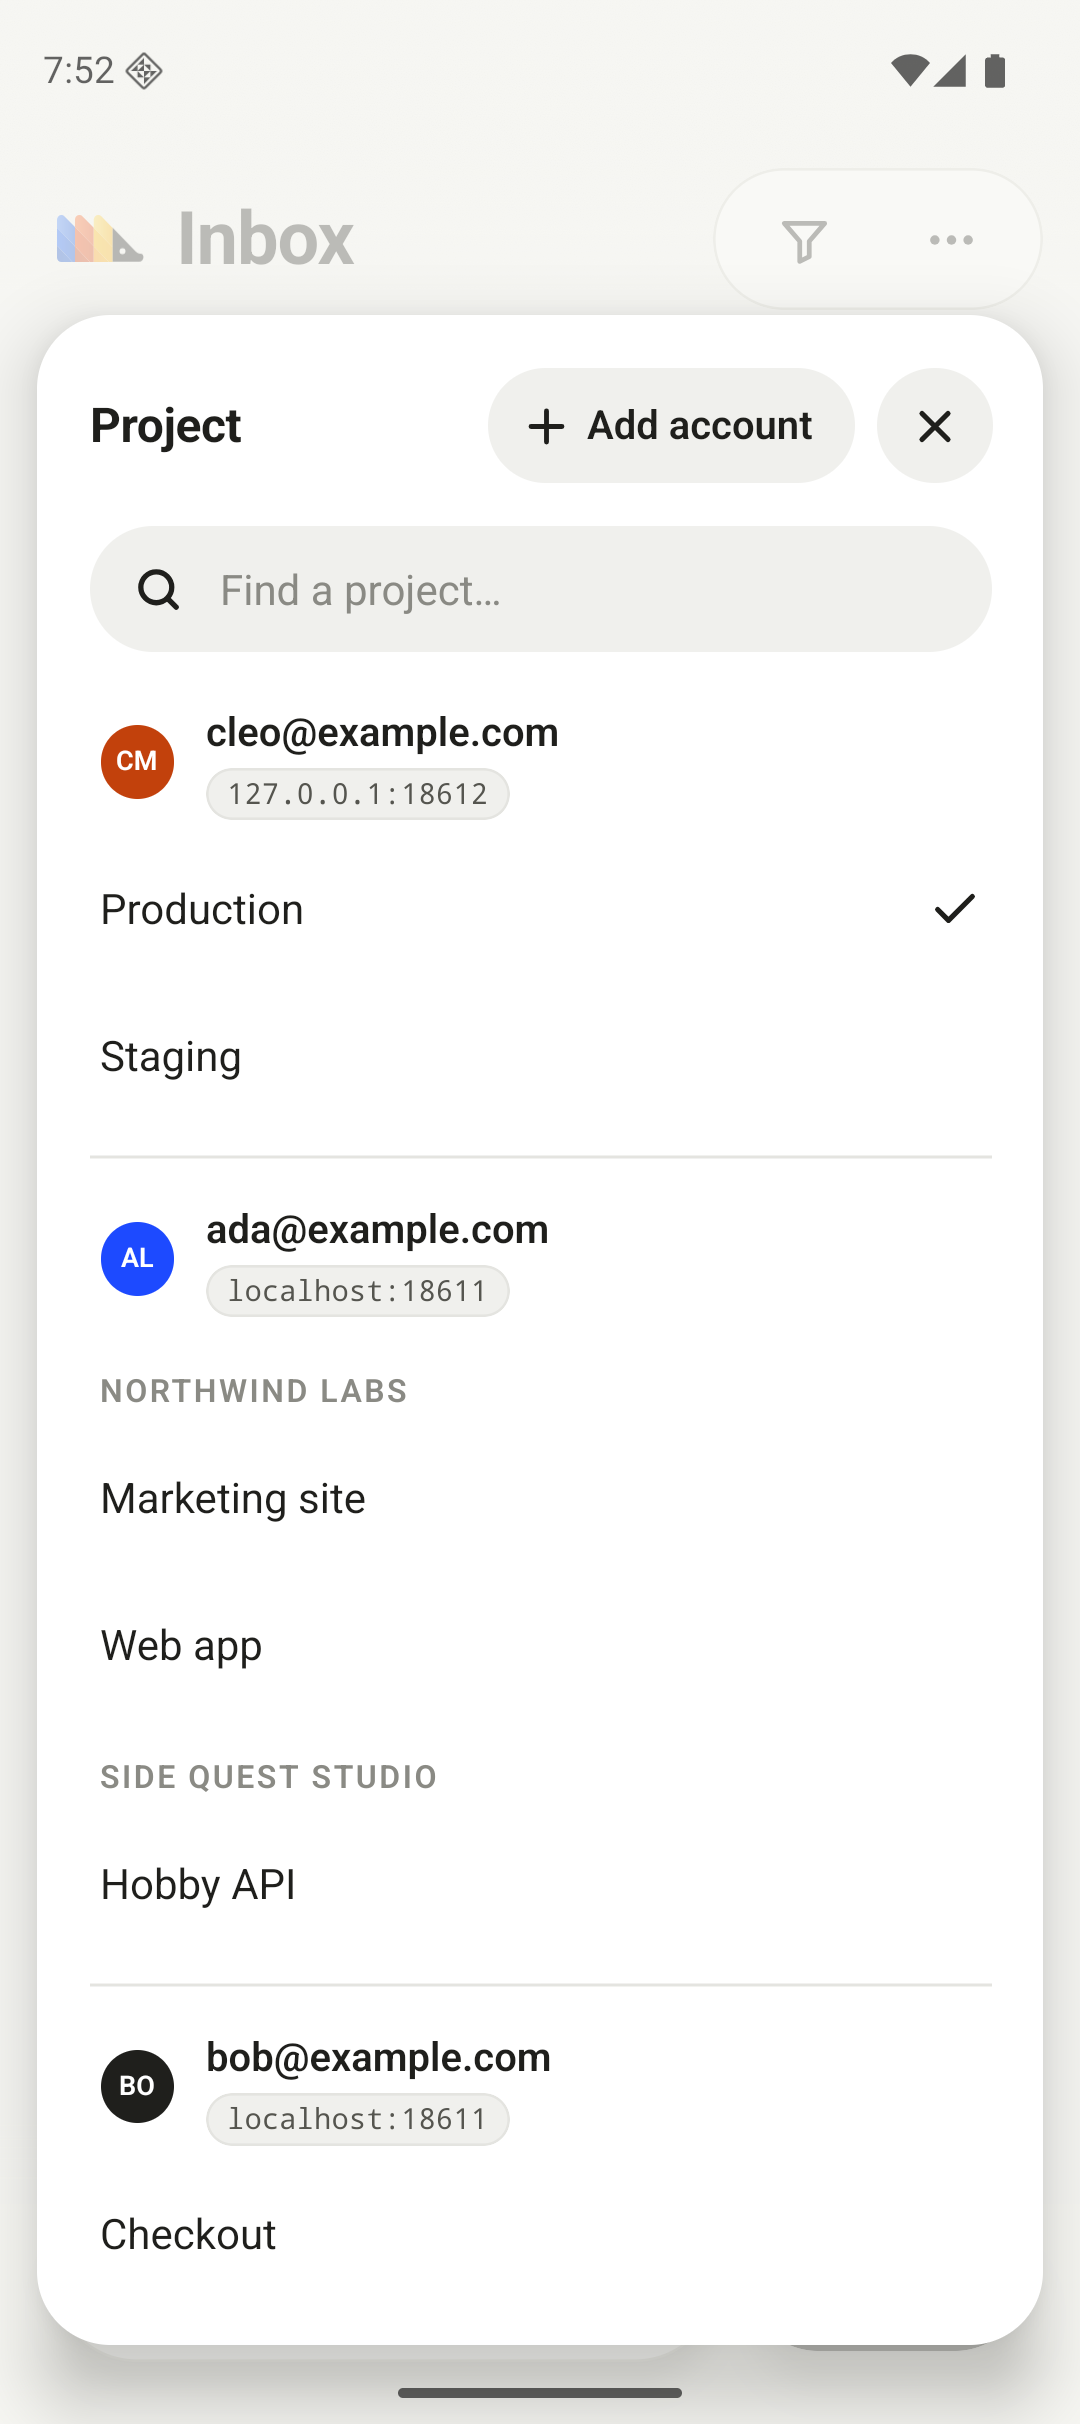 7:52
Inbox
Project
Add account
Find a project...
CM
cleo@example.com
127.0.0.1:18612
Production
Staging
AL
ada@example.com
localhost:18611
NORTHWIND LABS
Marketing site
Web app
SIDE QUEST STUDIO
Hobby API
BO
bob@example.com
localhost:18611
Checkout